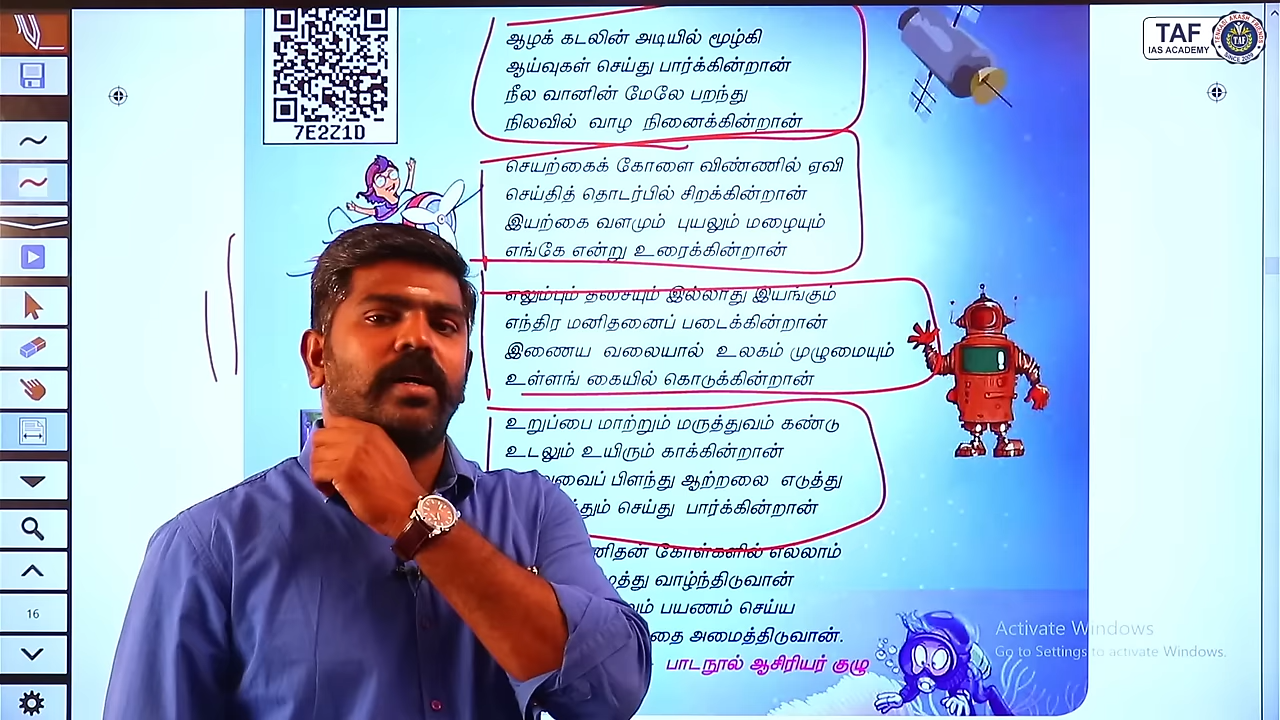 TAF
IAS ACADEMY
7E2Z1D
ஆழக் கடலின் அடியில் மூழ்கி
ஆய்வுகள் செய்து பார்க்கின்றான்
நீல வானின் மேலே பறந்து
நிலவில் வாழ நினைக்கின்றான்
செயற்கைக் கோளை விண்ணில் ஏவி
செய்தித் தொடர்பில் சிறக்கின்றான்
இயற்கை வளமும் புயலும் மழையும்
எங்கே என்று உரைக்கின்றான்
எலும்பும் தசையும் இல்லாது இயங்கும்
எந்திர மனிதனைப் படைக்கின்றான்
இணைய வலையால் உலகம் முழுமையும்
உள்ளங் கையில் கொடுக்கின்றான்
உறுப்பை மாற்றும் மருத்துவம் கண்டு
உடலும் உயிரும் காக்கின்றான்
பிளந்து ஆற்றலை எடுத்து
செய்து பார்க்கின்றான்
கோள்களில் எல்லாம்
வாழ்ந்திடுவான்
பயணம் செய்ய
அமைத்திடுவான்.
பாடநூல் ஆசிரியர் குழு
16
Activate Windows
Go to Settings to activate Windows.